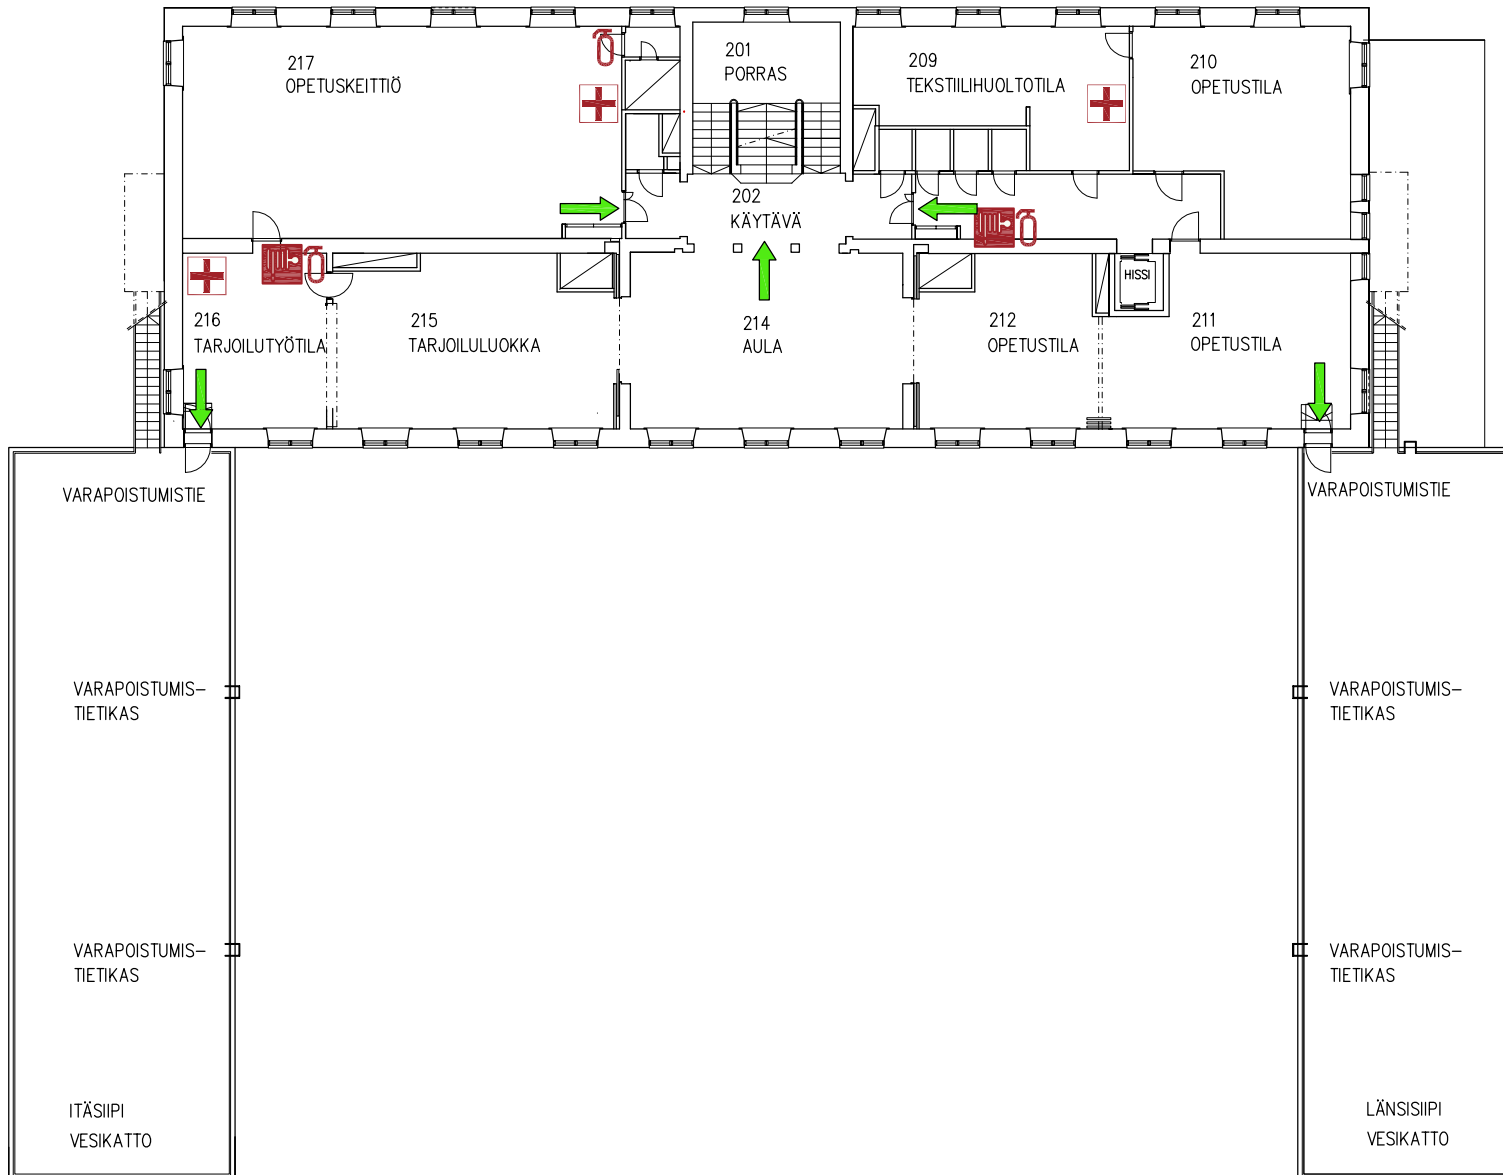 217
OPETUSKEITTIÖ
201
PORRAS
209
TEKSTIILIHUOLTOTILA
210
OPETUSTILA
202
KÄYTÄVÄ
HISSI
216
TARJOILUTYÖTILA
215
TARJOILULUOKKA
214
AULA
212
OPETUSTILA
211
OPETUSTILA
VARAPOISTUMISTIE
VARAPOISTUMISTIE
VARAPOISTUMIS-
TIETIKAS
VARAPOISTUMIS-
TIETIKAS
VARAPOISTUMIS-
TIETIKAS
VARAPOISTUMIS-
TIETIKAS
ITÄSIIPI
VESIKATTO
LÄNSISIIPI
VESIKATTO